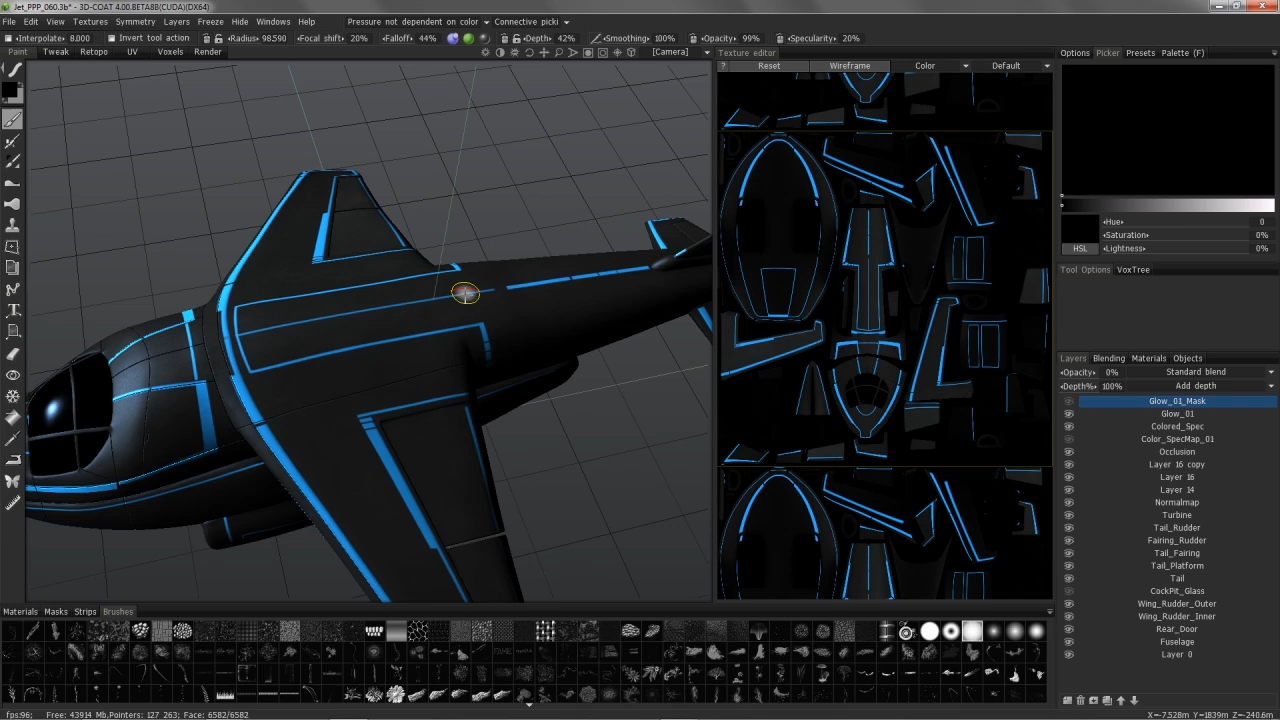 Jet_PPP_060.3b* - 3D-COAT 4.00.BETA8B(CUDA)(DX64)
File Edit View Textures Symmetry Layers Freeze Hide Windows Help Pressure not dependent on color Connective picki
Interpolate= 8.000 Invert tool action Radius= 98.590 Focal shift= 20% Falloff= 44% Depth= 42% Smoothing= 100% Opacity= 99% Specularity= 20%
Paint Tweak Retopo UV Voxels Render [Camera] Texture editor Options Picker Presets Palette (F)
? Reset Wireframe Color Default
Hue= 0
Saturation= 0%
HSL Lightness= 0%
Tool Options VoxTree
Layers Blending Materials Objects
Opacity= 0% Standard blend
Depth%= 100% Add depth
Glow_01_Mask
Glow_01
Colored_Spec
Color_SpecMap_01
Occlusion
Layer 16 copy
Layer 16
Layer 14
Normalmap
Turbine
Tail_Rudder
Fairing_Rudder
Tail_Fairing
Tail_Platform
Tail
CockPit_Glass
Wing_Rudder_Outer
Wing_Rudder_Inner
Rear_Door
Fuselage
Layer 0
Materials Masks Strips Brushes
fps:96; Free: 43914 Mb,Pointers: 127 263; Face: 6582/6582 X=-7.528m Y=1839m Z=-240.6m